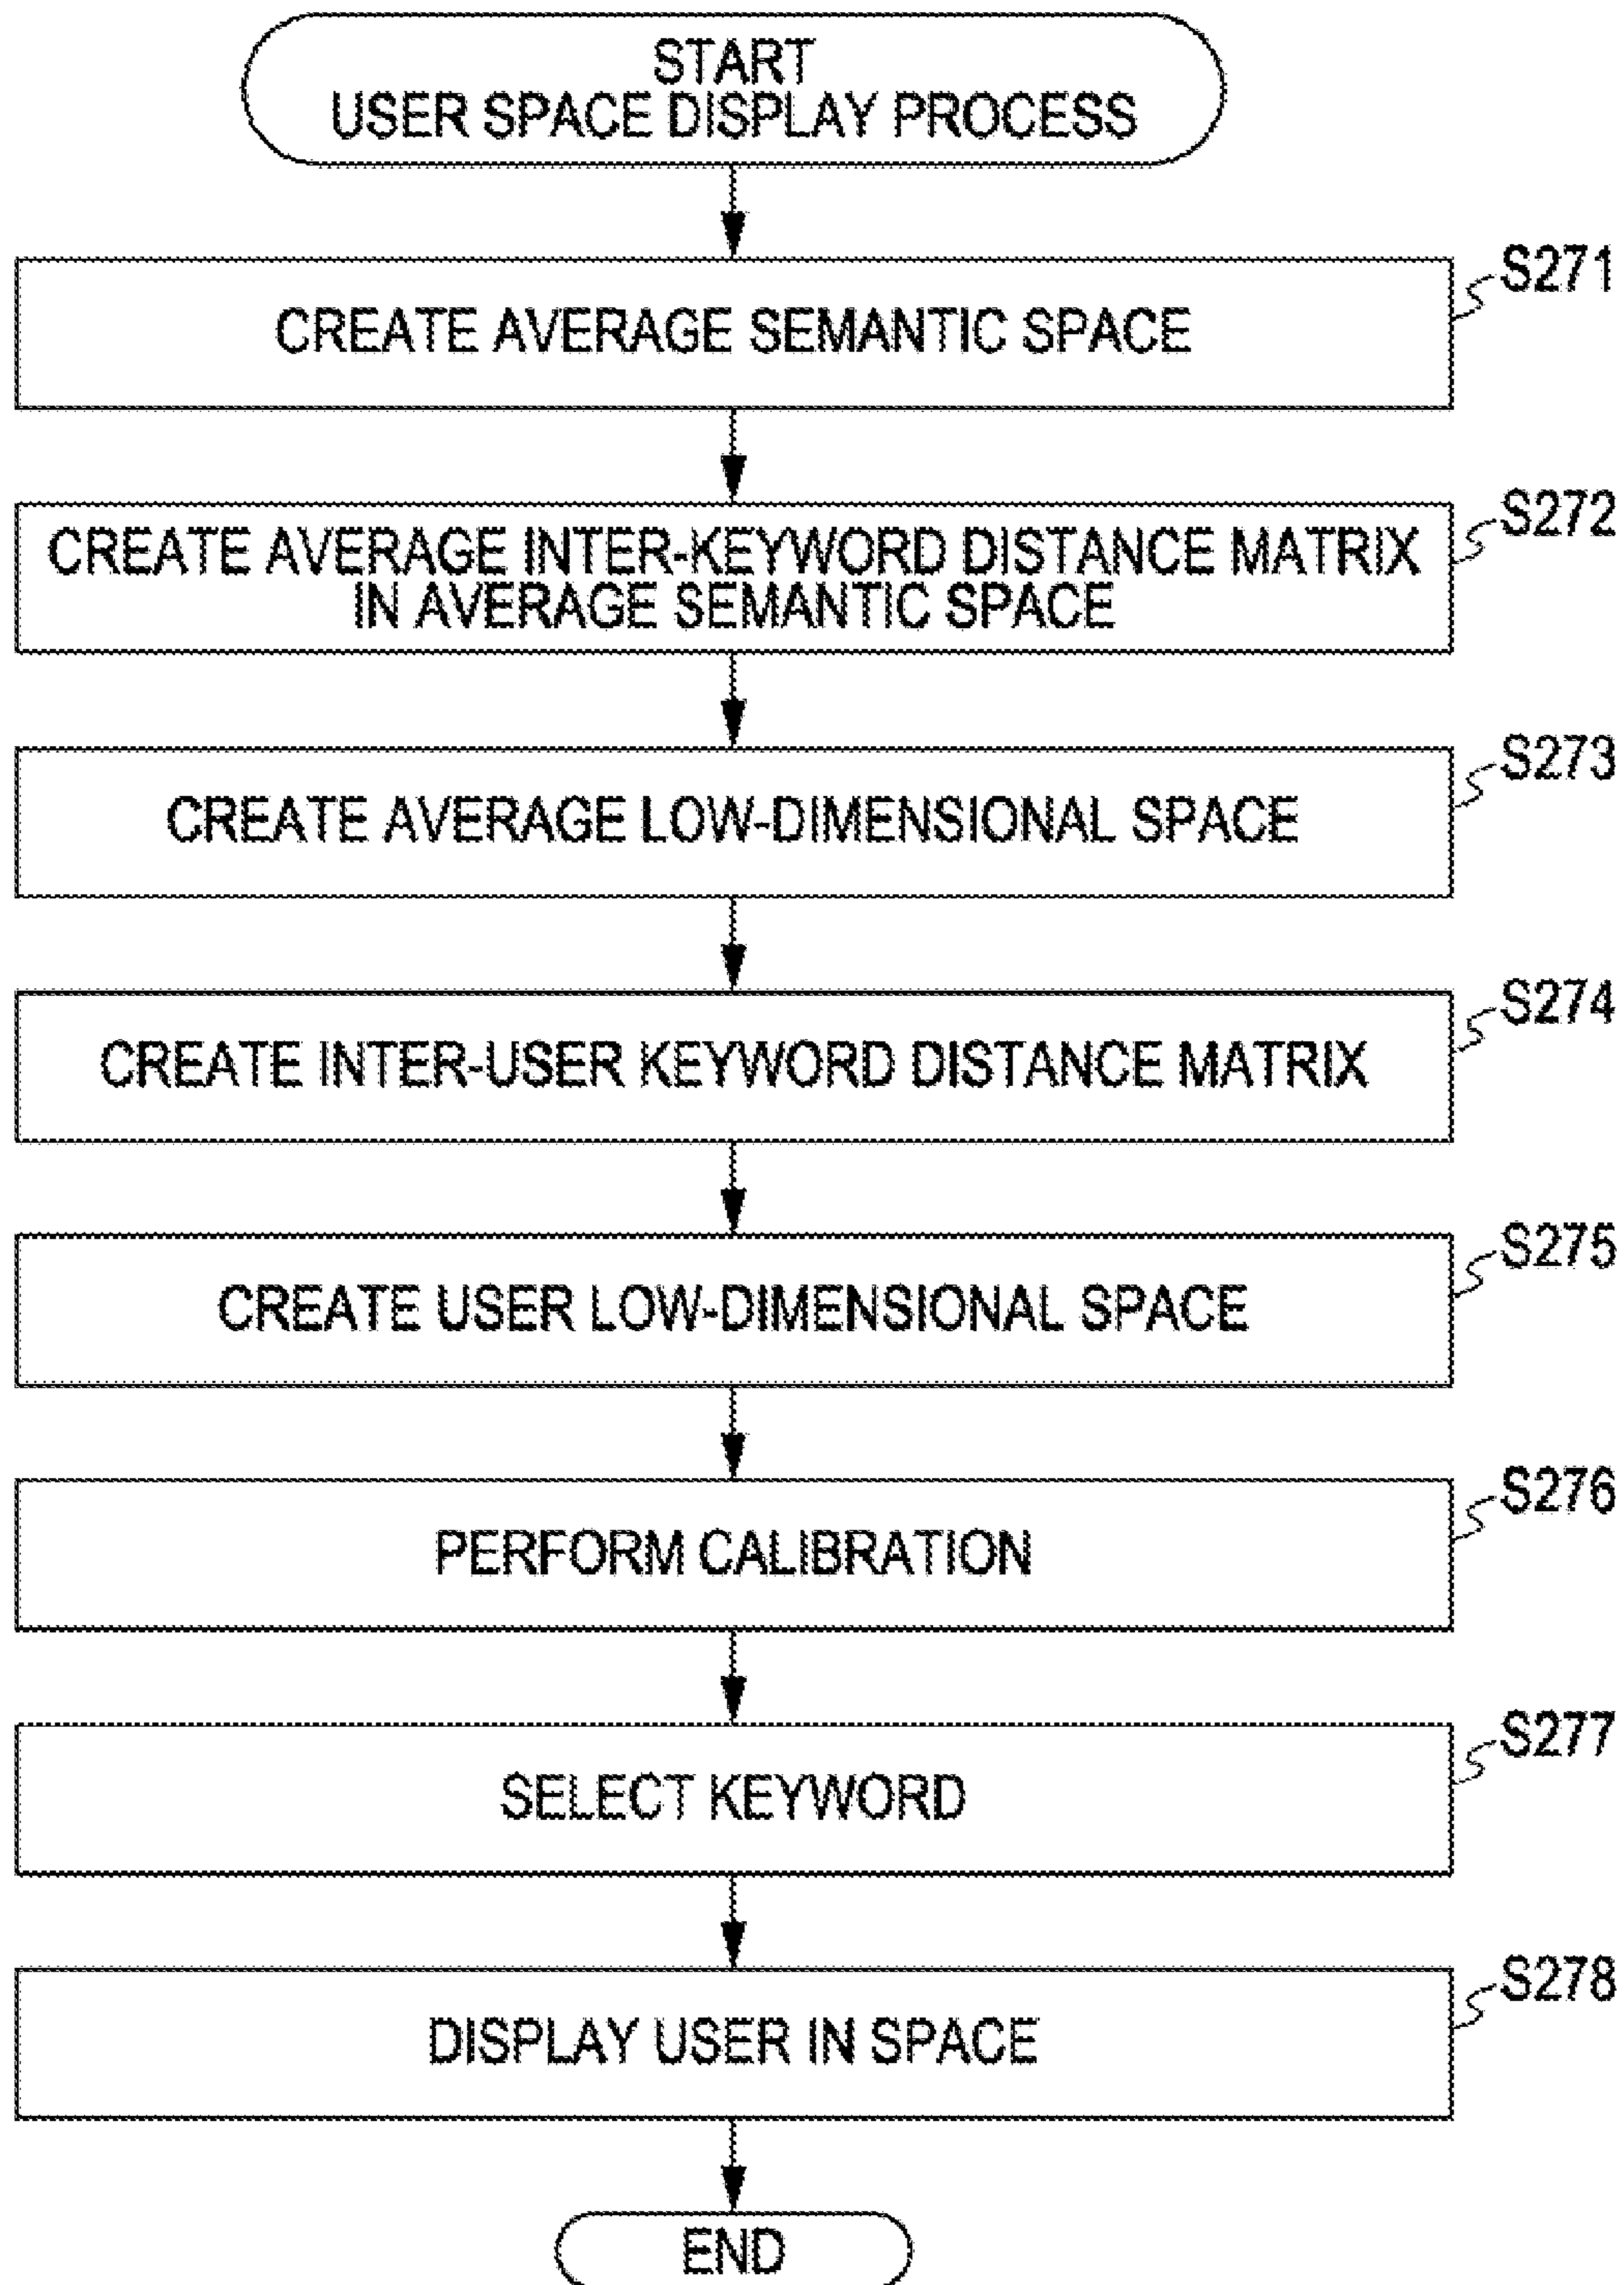 START
USER SPACE DISPLAY PROCESS
S271
CREATE AVERAGE SEMANTIC SPACE
S272
CREATE AVERAGE INTER-KEYWORD DISTANCE MATRIX
IN AVERAGE SEMANTIC SPACE
S273
CREATE AVERAGE LOW-DIMENSIONAL SPACE
S274
CREATE INTER-USER KEYWORD DISTANCE MATRIX
S275
CREATE USER LOW-DIMENSIONAL SPACE
S276
PERFORM CALIBRATION
S277
SELECT KEYWORD
S278
DISPLAY USER IN SPACE
END